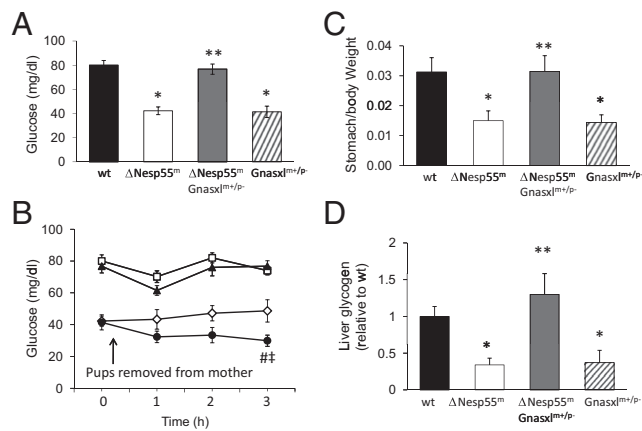 A
Glucose (mg/dl)
100
80
60
40
20
0
*
**
*
wt
ΔNesp55ᵐ
ΔNesp55ᵐ
Gnasxlᵐ⁺/ᵖ⁻
Gnasxlᵐ⁺/ᵖ⁻
B
Glucose (mg/dl)
100
80
60
40
20
0
Pups removed from mother
#‡
0
1
2
3
Time (h)
C
Stomach/body Weight
0.04
0.03
0.02
0.01
0.00
*
**
*
wt
ΔNesp55ᵐ
ΔNesp55ᵐ
Gnasxlᵐ⁺/ᵖ⁻
Gnasxlᵐ⁺/ᵖ⁻
D
Liver glycogen
(relative to wt)
2
1.5
1
0.5
0
*
**
*
wt
ΔNesp55ᵐ
ΔNesp55ᵐ
Gnasxlᵐ⁺/ᵖ⁻
Gnasxlᵐ⁺/ᵖ⁻